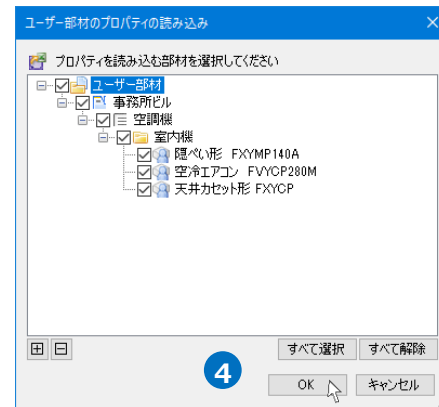 ユーザー部材のプロパティの読み込み
プロパティを読み込む部材を選択してください
ユーザー部材
事務所ビル
空調機
室内機
隠ぺい形 FXYMP140A
空冷エアコン FVYCP280M
天井カセット形 FXYCP
すべて選択 すべて解除
4
OK キャンセル